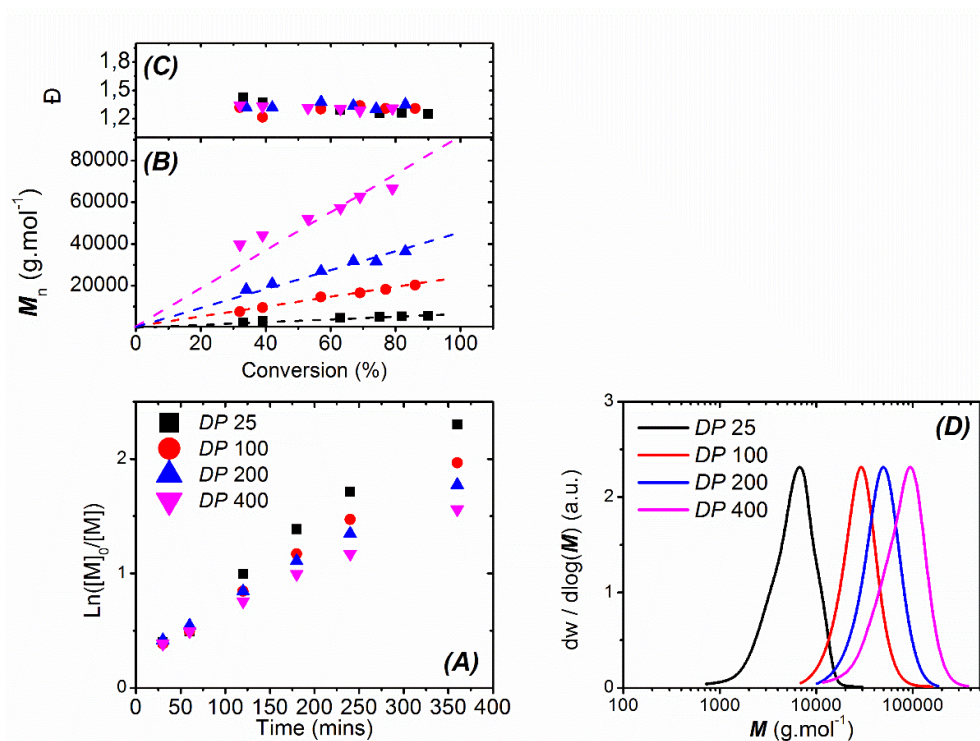 (C)
1,8
1,5
1,2
Đ
(B)
80000
60000
40000
20000
0
Mn (g.mol-1)
0 20 40 60 80 100
Conversion (%)
DP 25
DP 100
DP 200
DP 400
2
1
0
Ln([M]0/[M])
(A)
0 50 100 150 200 250 300 350 400
Time (mins)
DP 25
DP 100
DP 200
DP 400
(D)
3
2
1
0
dw / dlog(M) (a.u.)
100 1000 10000 100000
M (g.mol-1)